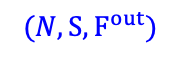 (N, S, F^out)